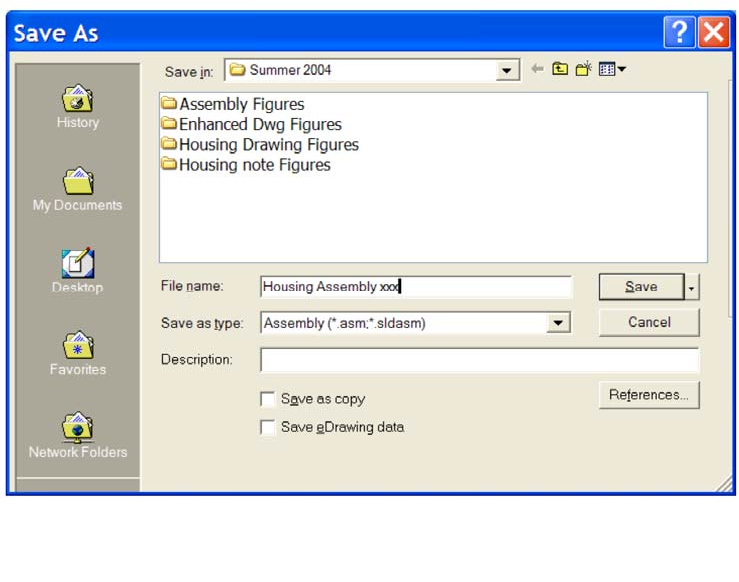 Save As
Save in: Summer 2004
History
My Documents
Desktop
Favorites
Network Folders
Assembly Figures
Enhanced Dwg Figures
Housing Drawing Figures
Housing note Figures
File name: Housing Assembly xxx Save
Save as type: Assembly (*.asm;*.sldasm) Cancel
Description:
Save as copy References...
Save eDrawing data